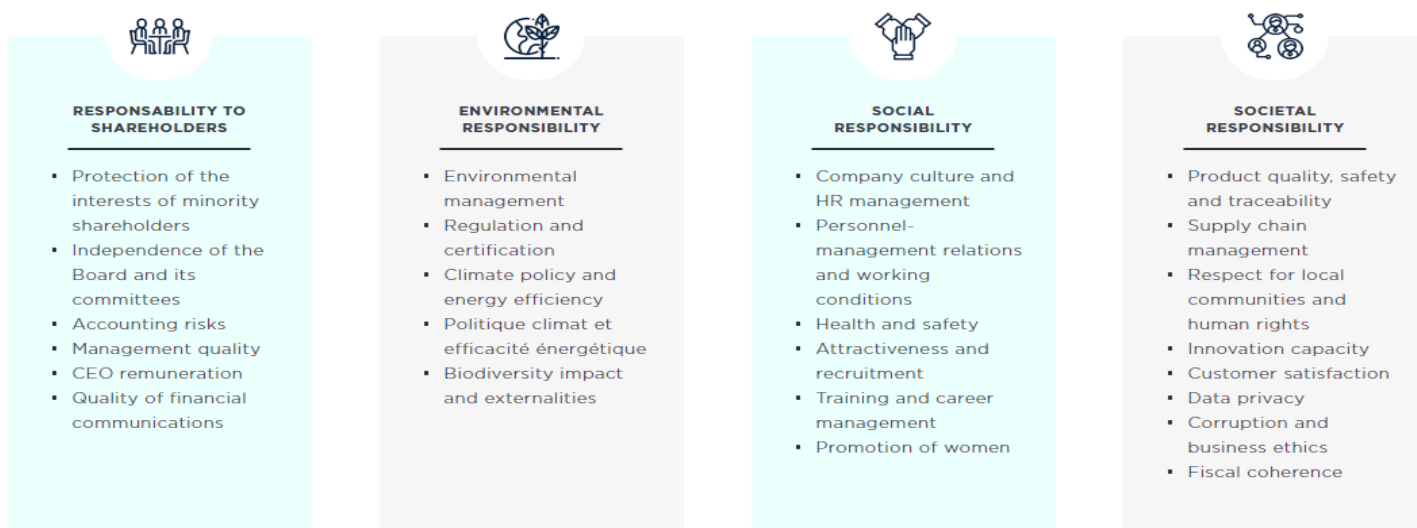 RESPONSABILITY TO
SHAREHOLDERS
▪ Protection of the
interests of minority
shareholders
▪ Independence of the
Board and its
committees
▪ Accounting risks
▪ Management quality
▪ CEO remuneration
▪ Quality of financial
communications
ENVIRONMENTAL
RESPONSIBILITY
▪ Environmental
management
▪ Regulation and
certification
▪ Climate policy and
energy efficiency
▪ Politique climat et
efficacité énergétique
▪ Biodiversity impact
and externalities
SOCIAL
RESPONSIBILITY
▪ Company culture and
HR management
▪ Personnel-
management relations
and working
conditions
▪ Health and safety
▪ Attractiveness and
recruitment
▪ Training and career
management
▪ Promotion of women
SOCIETAL
RESPONSIBILITY
▪ Product quality, safety
and traceability
▪ Supply chain
management
▪ Respect for local
communities and
human rights
▪ Innovation capacity
▪ Customer satisfaction
▪ Data privacy
▪ Corruption and
business ethics
▪ Fiscal coherence